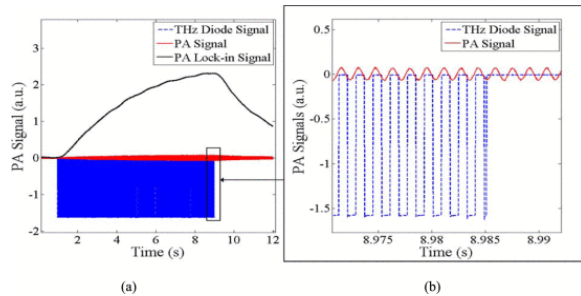 THz Diode Signal
PA Signal
PA Lock-in Signal
PA Signal (a.u.)
3
2
1
0
-1
-2
2 4 6 8 10 12
Time (s)
(a)
THz Diode Signal
PA Signal
PA Signals (a.u.)
0.5
0
-0.5
-1
-1.5
8.975 8.98 8.985 8.99
Time (s)
(b)